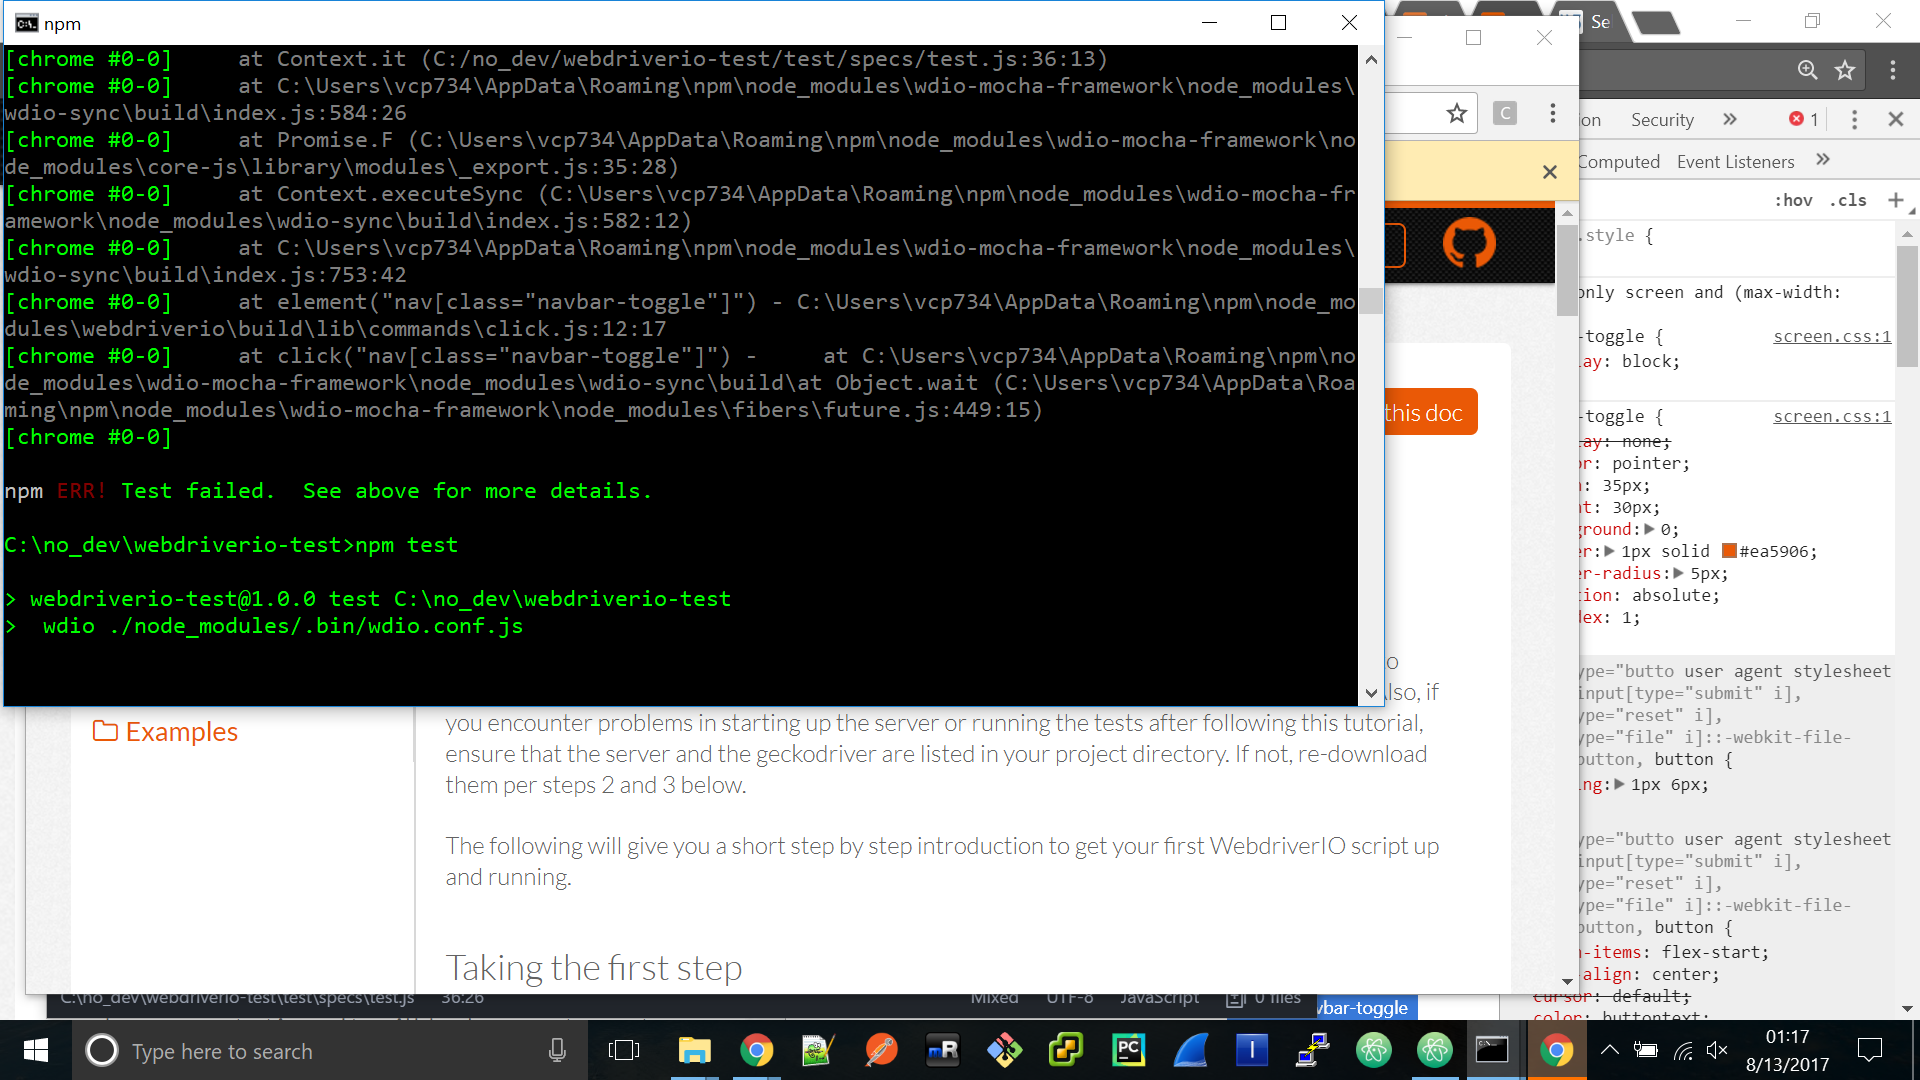 npm
[chrome #0-0]     at Context.it (C:/no_dev/webdriverio-test/test/specs/test.js:36:13)
[chrome #0-0]     at C:\Users\vcp734\AppData\Roaming\npm\node_modules\wdio-mocha-framework\node_modules\
wdio-sync\build\index.js:584:26
[chrome #0-0]     at Promise.F (C:\Users\vcp734\AppData\Roaming\npm\node_modules\wdio-mocha-framework\no
de_modules\core-js\library\modules\_export.js:35:28)
[chrome #0-0]     at Context.executeSync (C:\Users\vcp734\AppData\Roaming\npm\node_modules\wdio-mocha-fr
amework\node_modules\wdio-sync\build\index.js:582:12)
[chrome #0-0]     at C:\Users\vcp734\AppData\Roaming\npm\node_modules\wdio-mocha-framework\node_modules\
wdio-sync\build\index.js:753:42
[chrome #0-0]     at element("nav[class="navbar-toggle"]") - C:\Users\vcp734\AppData\Roaming\npm\node_mo
dules\webdriverio\build\lib\commands\click.js:12:17
[chrome #0-0]     at click("nav[class="navbar-toggle"]") -     at C:\Users\vcp734\AppData\Roaming\npm\no
de_modules\wdio-mocha-framework\node_modules\wdio-sync\build\at Object.wait (C:\Users\vcp734\AppData\Roa
ming\npm\node_modules\wdio-mocha-framework\node_modules\fibers\future.js:449:15)
[chrome #0-0]
npm ERR! Test failed.  See above for more details.
C:\no_dev\webdriverio-test>npm test
> webdriverio-test@1.0.0 test C:\no_dev\webdriverio-test
>  wdio ./node_modules/.bin/wdio.conf.js
Se
C
on Security » 1
Computed Event Listeners »
:hov .cls +
.style {
only screen and (max-width:
-toggle { screen.css:1
ay: block;
-toggle { screen.css:1
ay: none;
or: pointer;
h: 35px;
ht: 30px;
ground: 0;
er: 1px solid #ea5906;
er-radius: 5px;
tion: absolute;
dex: 1;
ype="butto user agent stylesheet
input[type="submit" i],
ype="reset" i],
ype="file" i]::-webkit-file-
button, button {
ing: 1px 6px;
ype="butto user agent stylesheet
input[type="submit" i],
ype="reset" i],
ype="file" i]::-webkit-file-
button, button {
n-items: flex-start;
-align: center;
cursor: default;
color: buttontext;
this doc
o
lso, if
you encounter problems in starting up the server or running the tests after following this tutorial,
ensure that the server and the geckodriver are listed in your project directory. If not, re-download
them per steps 2 and 3 below.
The following will give you a short step by step introduction to get your first WebdriverIO script up
and running.
Taking the first step
Examples
C:\no_dev\webdriverio-test\test\specs\test.js 36:26 Mixed UTF-8 JavaScript 0 files
vbar-toggle
Type here to search
mR
PC
I
01:17
8/13/2017